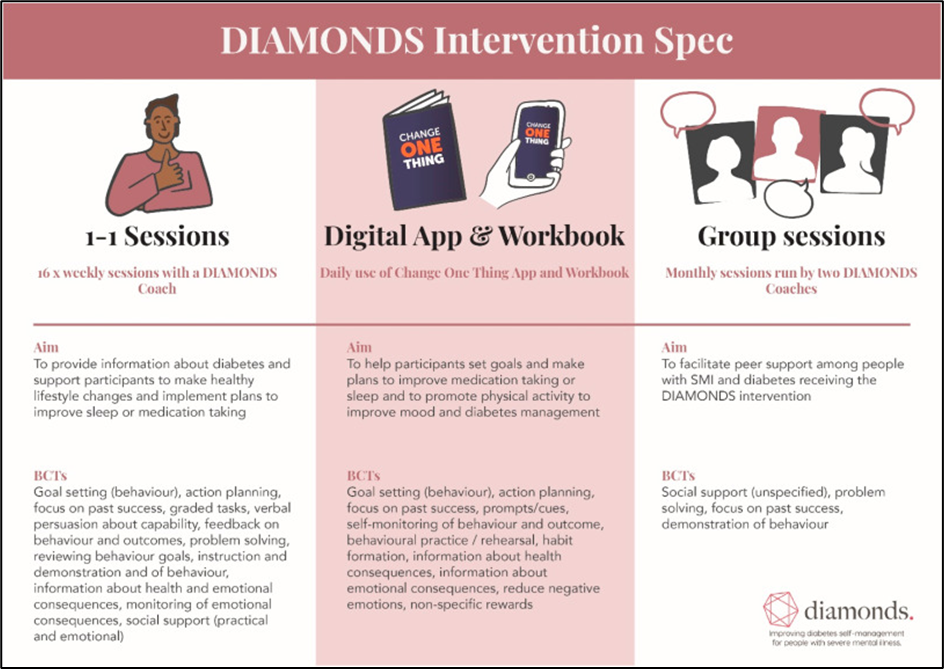 DIAMONDS Intervention Spec
CHANGE
ONE
THING
CHANGE
ONE
THING
1-1 Sessions
16 x weekly sessions with a DIAMONDS
Coach
Digital App & Workbook
Daily use of Change One Thing App and Workbook
Group sessions
Monthly sessions run by two DIAMONDS
Coaches
Aim
To provide information about diabetes and
support participants to make healthy
lifestyle changes and implement plans to
improve sleep or medication taking
BCTs
Goal setting (behaviour), action planning,
focus on past success, graded tasks, verbal
persuasion about capability, feedback on
behaviour and outcomes, problem solving,
reviewing behaviour goals, instruction and
demonstration and of behaviour,
information about health and emotional
consequences, monitoring of emotional
consequences, social support (practical
and emotional)
Aim
To help participants set goals and make
plans to improve medication taking or
sleep and to promote physical activity to
improve mood and diabetes management
BCTs
Goal setting (behaviour), action planning,
focus on past success, prompts/cues,
self-monitoring of behaviour and outcome,
behavioural practice / rehearsal, habit
formation, information about health
consequences, information about
emotional consequences, reduce negative
emotions, non-specific rewards
Aim
To facilitate peer support among people
with SMI and diabetes receiving the
DIAMONDS intervention
BCTs
Social support (unspecified), problem
solving, focus on past success,
demonstration of behaviour
diamonds.
Improving diabetes self-management
for people with severe mental illness.